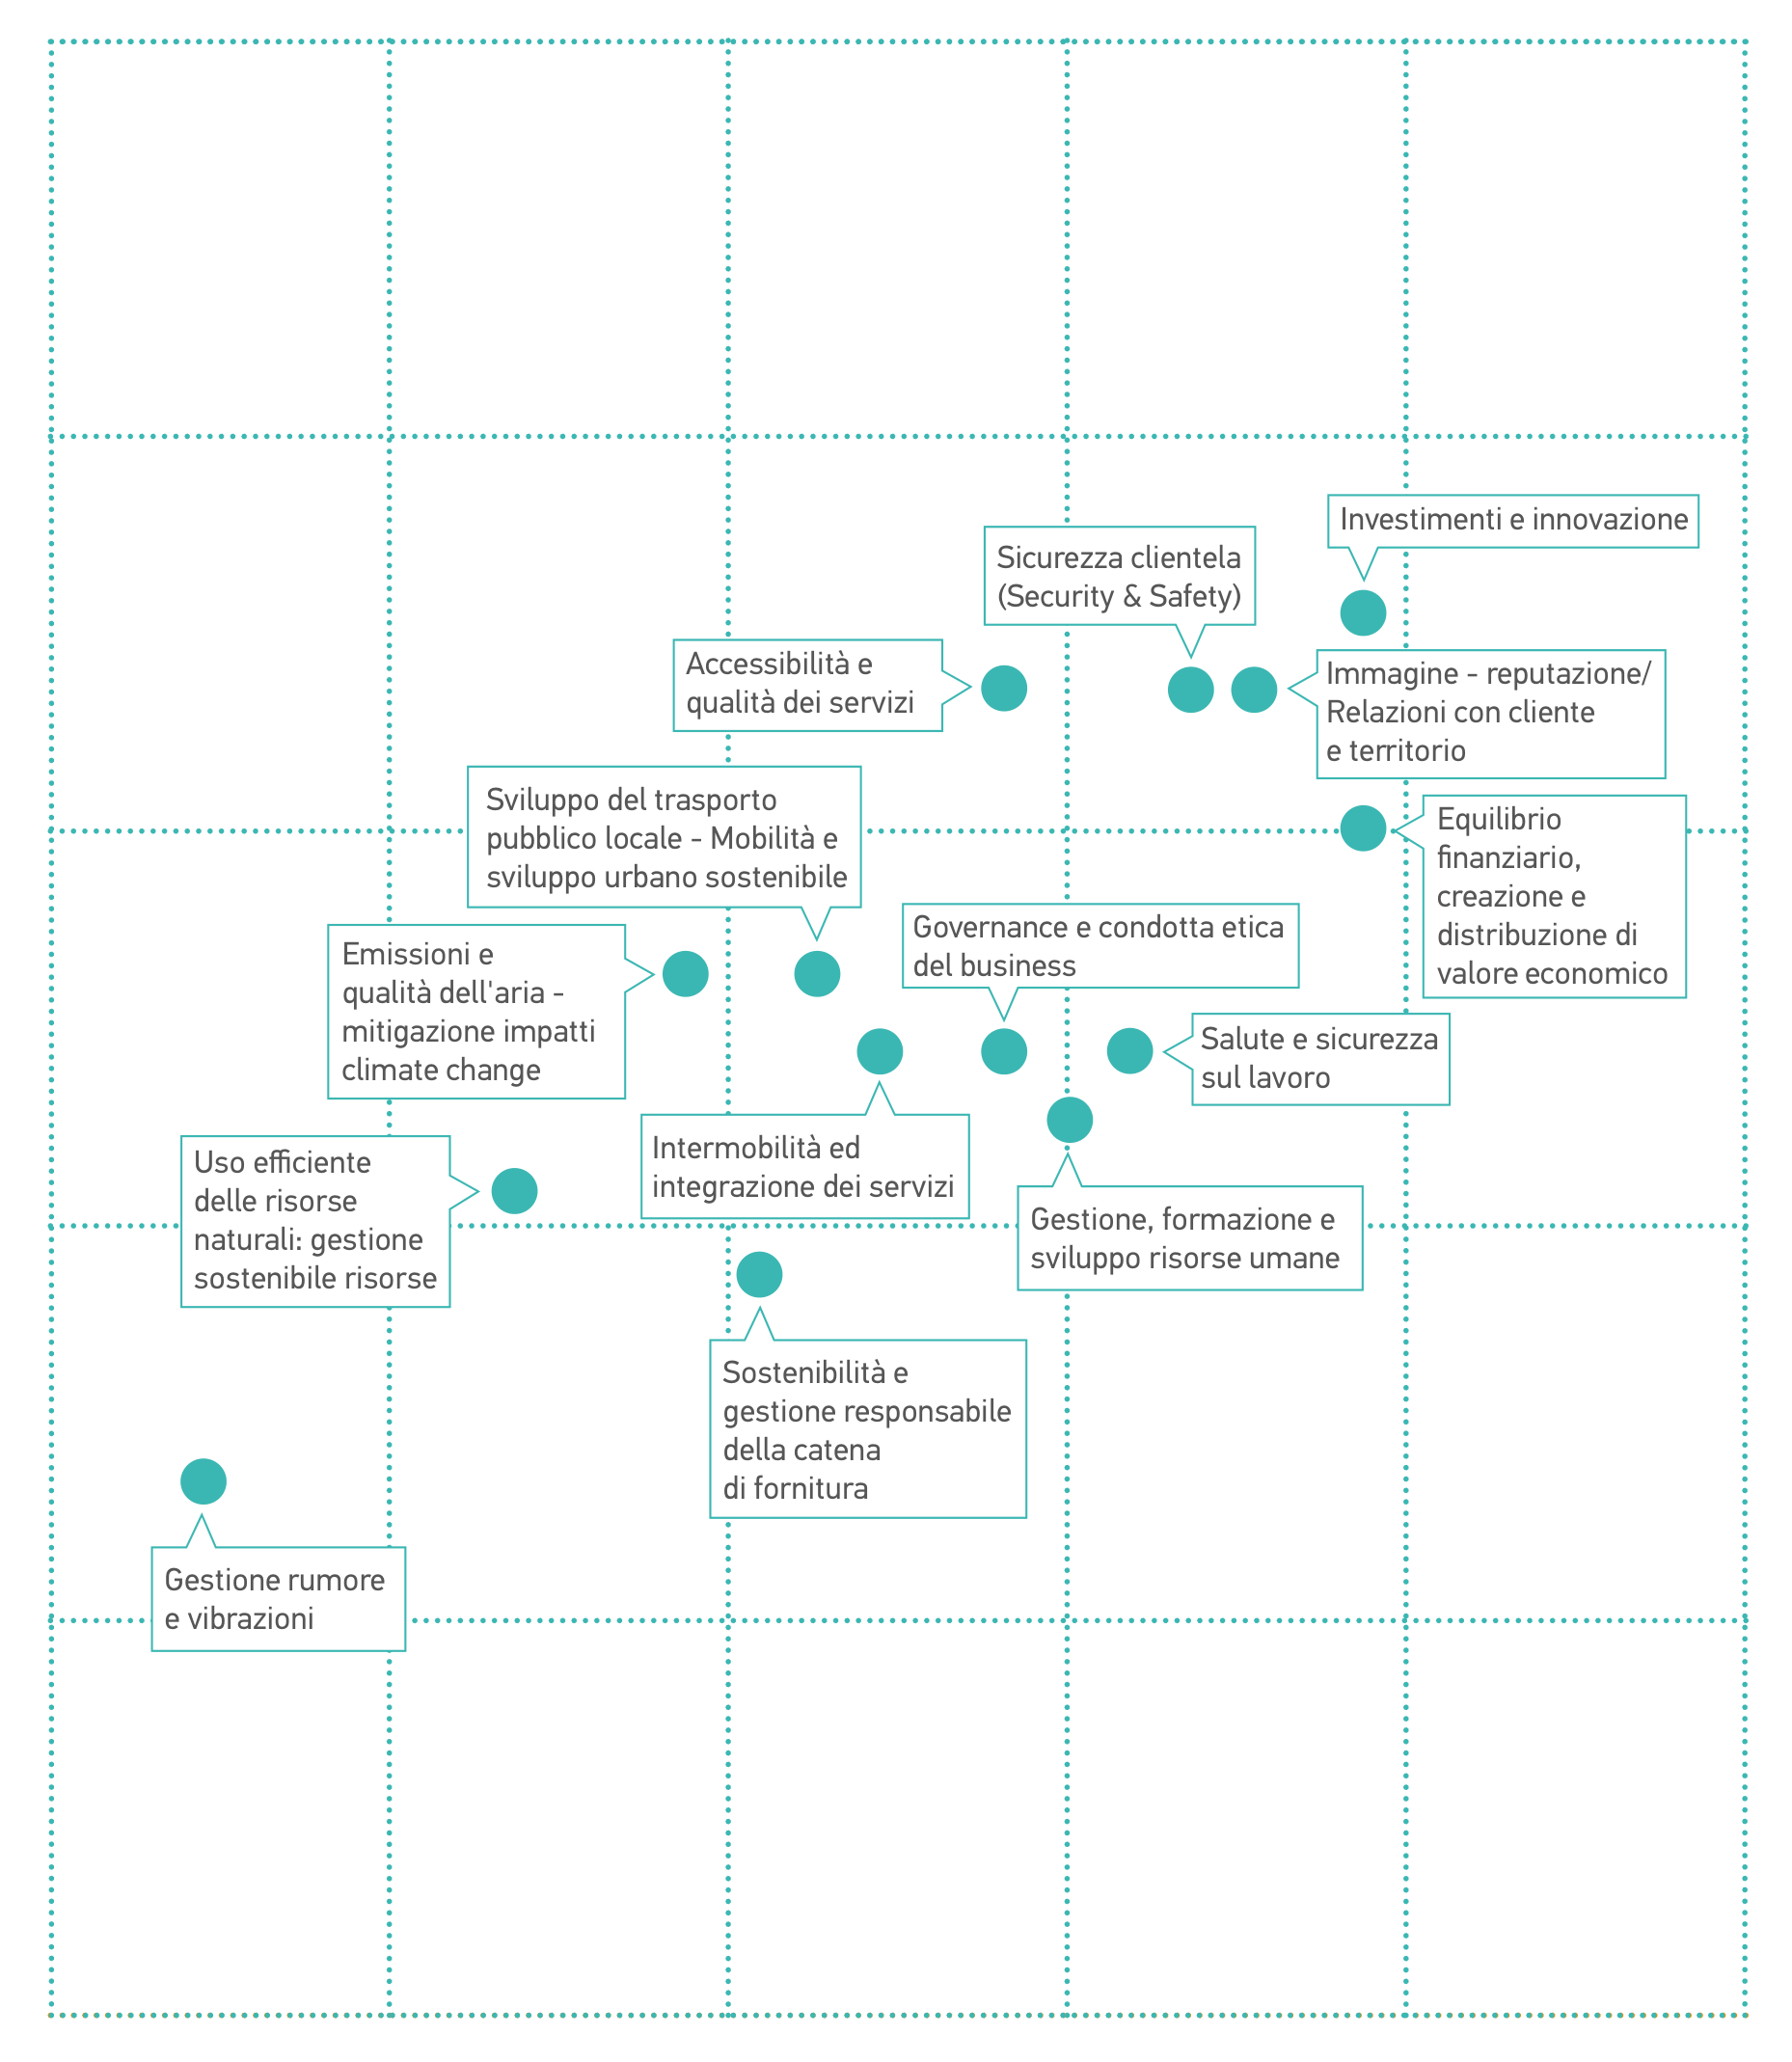 Investimenti e innovazione
Sicurezza clientela
(Security & Safety)
Accessibilità e
qualità dei servizi
Immagine - reputazione/
Relazioni con cliente
e territorio
Sviluppo del trasporto
pubblico locale - Mobilità e
sviluppo urbano sostenibile
Equilibrio
finanziario,
creazione e
distribuzione di
valore economico
Governance e condotta etica
del business
Emissioni e
qualità dell'aria -
mitigazione impatti
climate change
Salute e sicurezza
sul lavoro
Intermobilità ed
integrazione dei servizi
Uso efficiente
delle risorse
naturali: gestione
sostenibile risorse
Gestione, formazione e
sviluppo risorse umane
Sostenibilità e
gestione responsabile
della catena
di fornitura
Gestione rumore
e vibrazioni